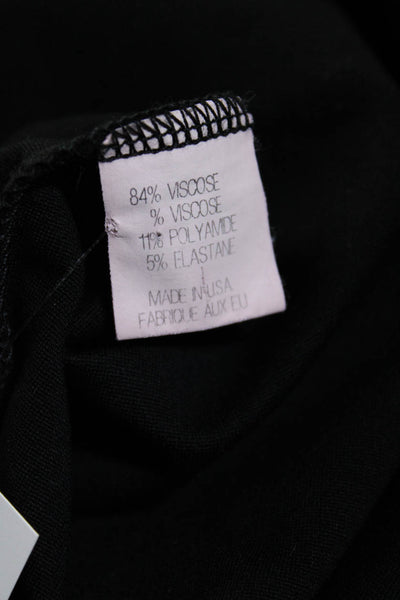 84% VISCOSE
% VISCOSE
11% POLYAMIDE
5% ELASTANE
MADE IN USA
FABRIQUE AUX EU